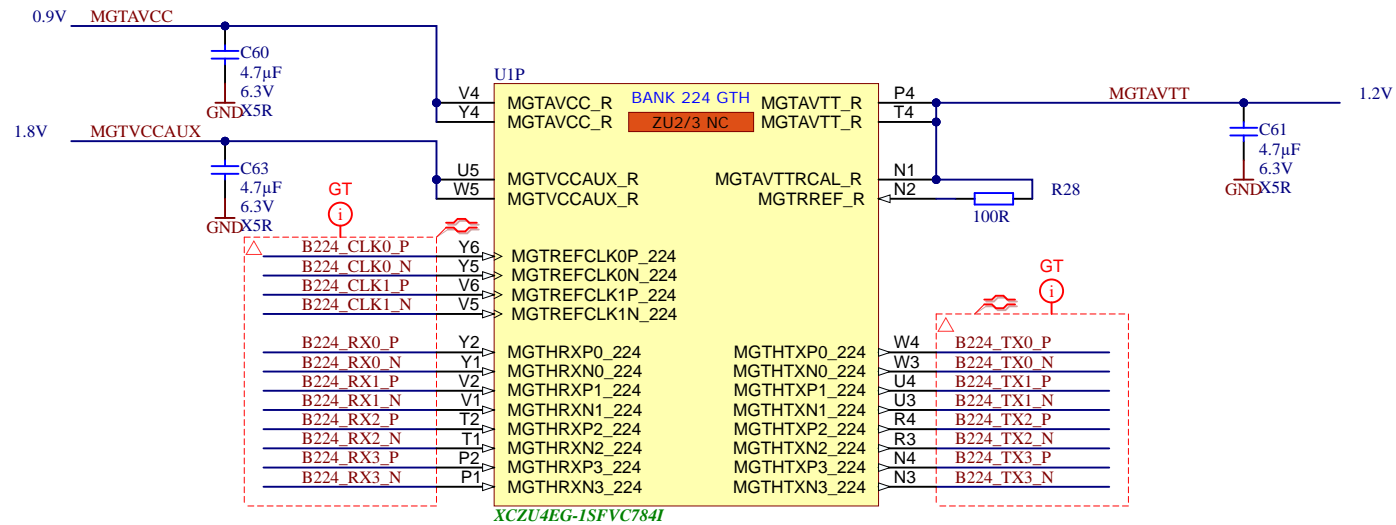 0.9V MGTAVCC
C60
4.7µF
6.3V
X5R
GND
1.8V MGTVCCAUX
C63
4.7µF
6.3V
X5R
GND
U1P
BANK 224 GTH
ZU2/3 NC
V4 MGTAVCC_R
Y4 MGTAVCC_R
U5 MGTVCCAUX_R
W5 MGTVCCAUX_R
MGTAVTT_R P4
MGTAVTT_R T4
MGTAVTTRCAL_R N1
MGTRREF_R N2
MGTAVTT 1.2V
C61
4.7µF
6.3V
X5R
GND
R28
100R
GT
i
B224_CLK0_P Y6 MGTREFCLK0P_224
B224_CLK0_N Y5 MGTREFCLK0N_224
B224_CLK1_P V6 MGTREFCLK1P_224
B224_CLK1_N V5 MGTREFCLK1N_224
GT
i
B224_RX0_P Y2 MGTHRXP0_224 MGTHTXP0_224 W4 B224_TX0_P
B224_RX0_N Y1 MGTHRXN0_224 MGTHTXN0_224 W3 B224_TX0_N
B224_RX1_P V2 MGTHRXP1_224 MGTHTXP1_224 U4 B224_TX1_P
B224_RX1_N V1 MGTHRXN1_224 MGTHTXN1_224 U3 B224_TX1_N
B224_RX2_P T2 MGTHRXP2_224 MGTHTXP2_224 R4 B224_TX2_P
B224_RX2_N T1 MGTHRXN2_224 MGTHTXN2_224 R3 B224_TX2_N
B224_RX3_P P2 MGTHRXP3_224 MGTHTXP3_224 N4 B224_TX3_P
B224_RX3_N P1 MGTHRXN3_224 MGTHTXN3_224 N3 B224_TX3_N
XCZU4EG-1SFVC784I